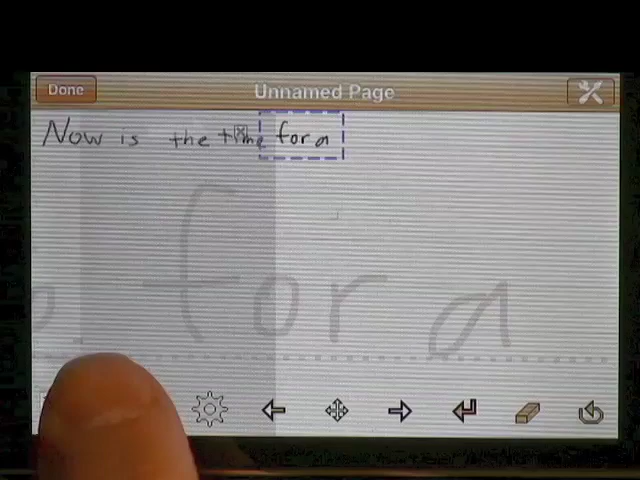 Done
Unnamed Page
Now is the time for a
for a